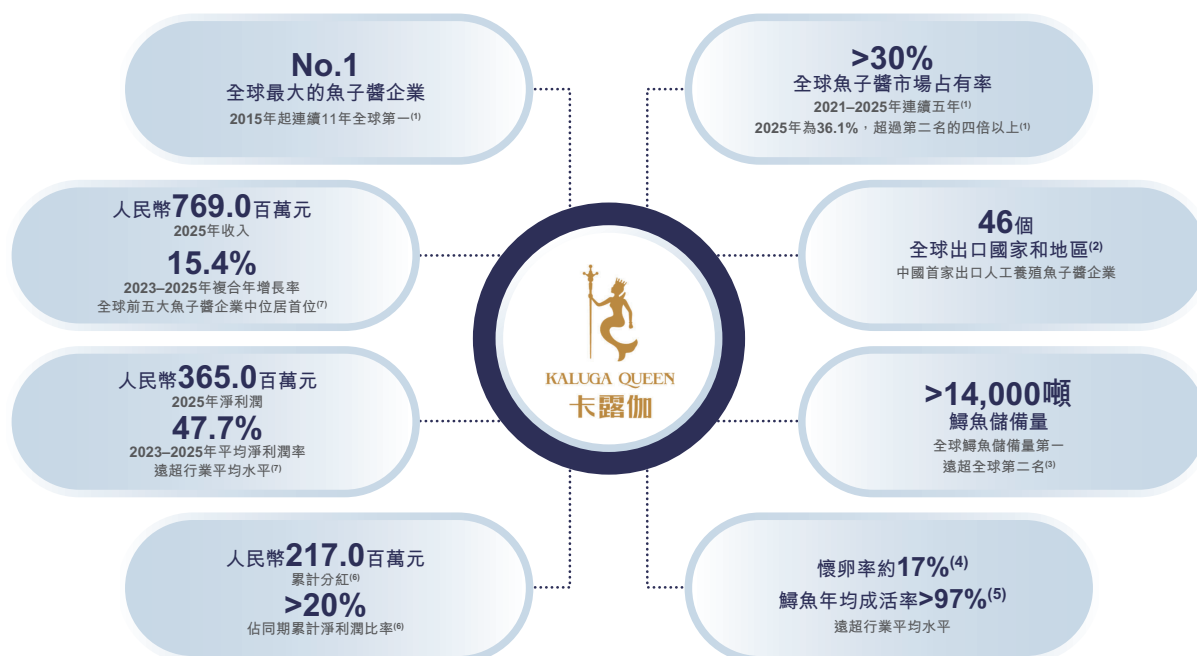 No.1
全球最大的魚子醬企業
2015年起連續11年全球第一(1)
>30%
全球魚子醬市場占有率
2021–2025年連續五年(1)
2025年為36.1%，超過第二名的四倍以上(1)
人民幣769.0百萬元
2025年收入
15.4%
2023–2025年複合年增長率
全球前五大魚子醬企業中位居首位(7)
46個
全球出口國家和地區(2)
中國首家出口人工養殖魚子醬企業
KALUGA QUEEN
卡露伽
人民幣365.0百萬元
2025年淨利潤
47.7%
2023–2025年平均淨利潤率
遠超行業平均水平(7)
>14,000噸
鱘魚儲備量
全球鱘魚儲備量第一
遠超全球第二名(3)
人民幣217.0百萬元
累計分紅(6)
>20%
佔同期累計淨利潤比率(6)
懷卵率約17%(4)
鱘魚年均成活率>97%(5)
遠超行業平均水平